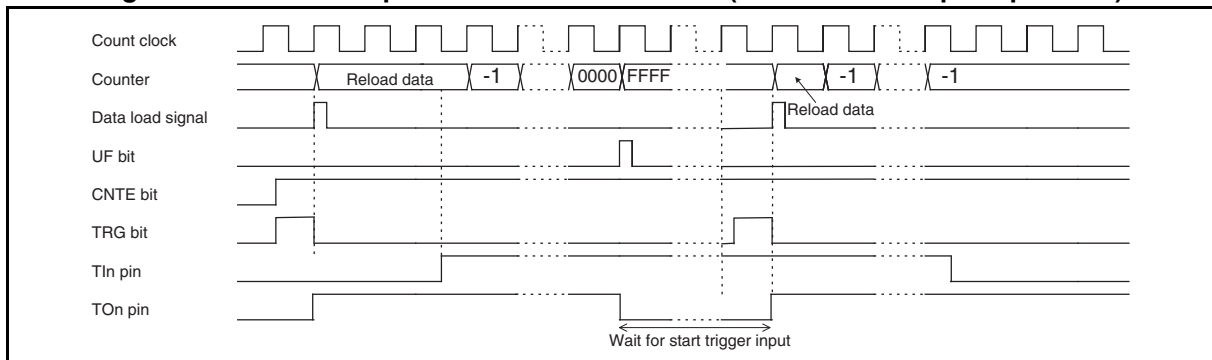 Count clock
Counter
Reload data
-1
0000
FFFF
-1
-1
Reload data
Data load signal
UF bit
CNTE bit
TRG bit
TIn pin
TOn pin
Wait for start trigger input